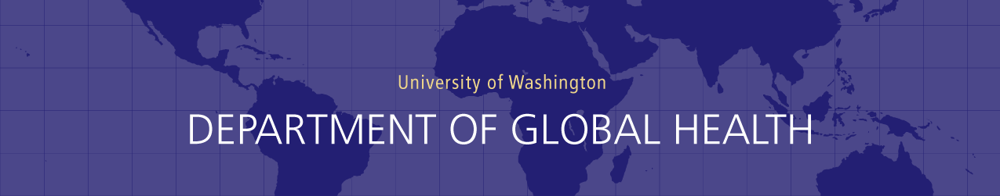 University of Washington
DEPARTMENT OF GLOBAL HEALTH